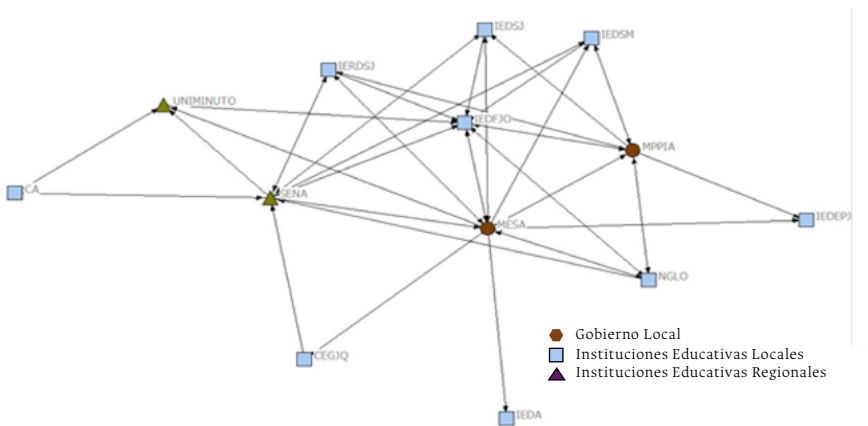 IEDSJ
IEDSM
IERDSJ
UNIMINUTO
IEDFJO
MPPIA
CA
SENA
MESA
IEDEPJ
NGLO
Gobierno Local
Instituciones Educativas Locales
Instituciones Educativas Regionales
CEGJQ
IEDA